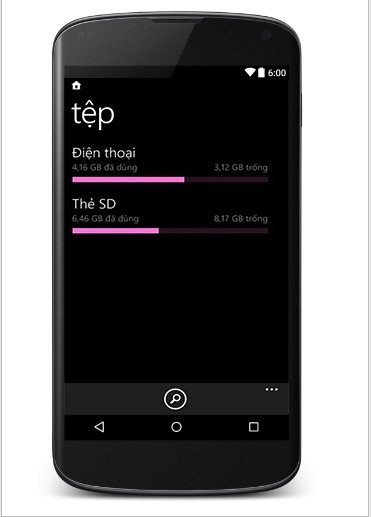 6:00
tệp
Điện thoại
4,16 GB đã dùng 3,12 GB trống
Thẻ SD
6,46 GB đã dùng 8,17 GB trống